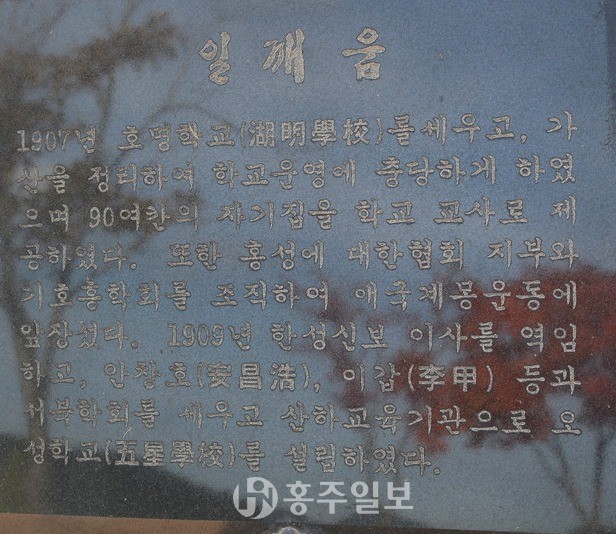 일깨움
1907년 호명학교(湖明學校)를세우고, 가
산을 정리하여 학교운영에 충당하게 하였
으며 90여칸의 자기집을 학교 교사로 제
공하였다. 또한 홍성에 대한협회 지부와
기호흥학회를 조직하여 애국계몽운동에
앞장섰다. 1909년 한성신보 이사를 역임
하고, 안창호(安昌浩), 이갑(李甲) 등과
서북학회를 세우고 산하교육기관으로 오
성학교(五星學校)를 설립하였다.
홍주일보